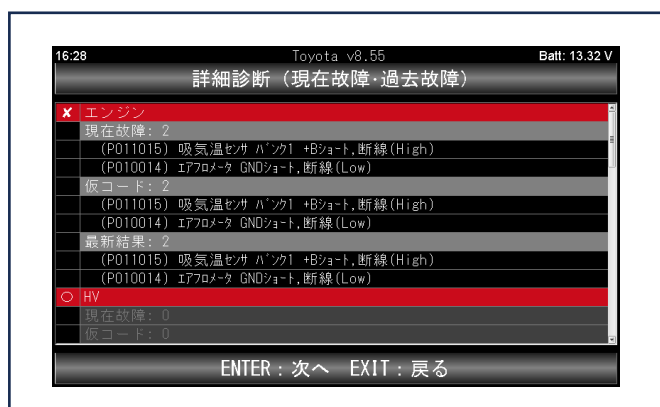 16:28 Toyota v8.55 Batt: 13.32 V
詳細診断（現在故障・過去故障）
✘ エンジン
現在故障: 2
(P011015) 吸気温ｾﾝｻ ﾊﾞﾝｸ1 +Bｼｮｰﾄ,断線(High)
(P010014) ｴｱﾌﾛﾒｰﾀ GNDｼｮｰﾄ,断線(Low)
仮コード: 2
(P011015) 吸気温ｾﾝｻ ﾊﾞﾝｸ1 +Bｼｮｰﾄ,断線(High)
(P010014) ｴｱﾌﾛﾒｰﾀ GNDｼｮｰﾄ,断線(Low)
最新結果: 2
(P011015) 吸気温ｾﾝｻ ﾊﾞﾝｸ1 +Bｼｮｰﾄ,断線(High)
(P010014) ｴｱﾌﾛﾒｰﾀ GNDｼｮｰﾄ,断線(Low)
○ HV
現在故障: 0
仮コード: 0
ENTER：次へ EXIT：戻る